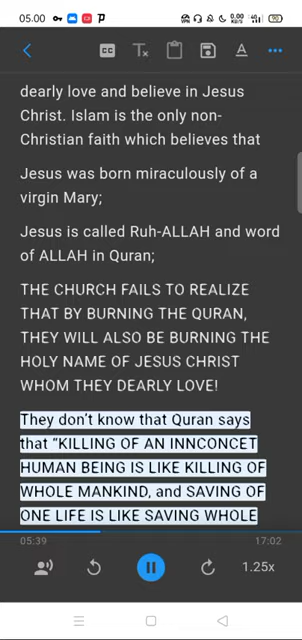 05.00
0.00
KB/S
4G
dearly love and believe in Jesus
Christ. Islam is the only non-
Christian faith which believes that
Jesus was born miraculously of a
virgin Mary;
Jesus is called Ruh-ALLAH and word
of ALLAH in Quran;
THE CHURCH FAILS TO REALIZE
THAT BY BURNING THE QURAN,
THEY WILL ALSO BE BURNING THE
HOLY NAME OF JESUS CHRIST
WHOM THEY DEARLY LOVE!
They don't know that Quran says
that “KILLING OF AN INNCONCET
HUMAN BEING IS LIKE KILLING OF
WHOLE MANKIND, and SAVING OF
ONE LIFE IS LIKE SAVING WHOLE
05:39 17:02
1.25x